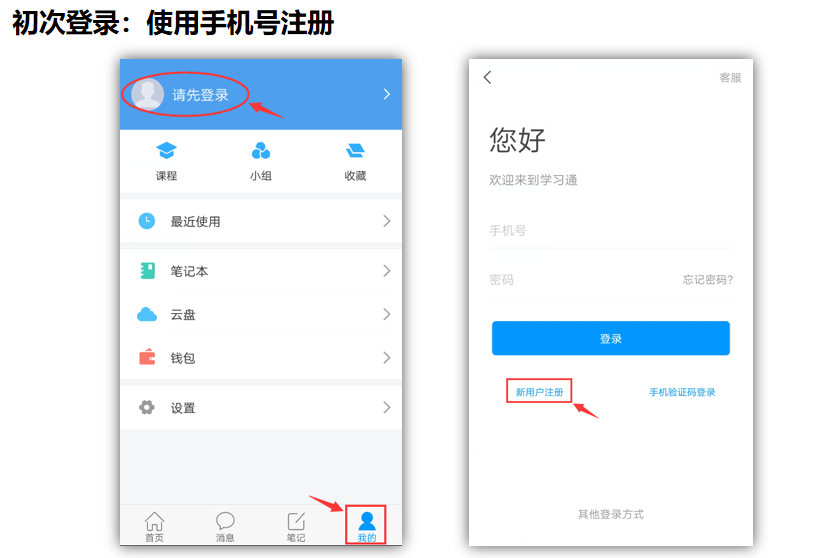 初次登录：使用手机号注册
请先登录
课程
小组
收藏
最近使用
笔记本
云盘
钱包
设置
首页
消息
笔记
我的
客服
您好
欢迎来到学习通
手机号
密码
忘记密码?
登录
新用户注册
手机验证码登录
其他登录方式